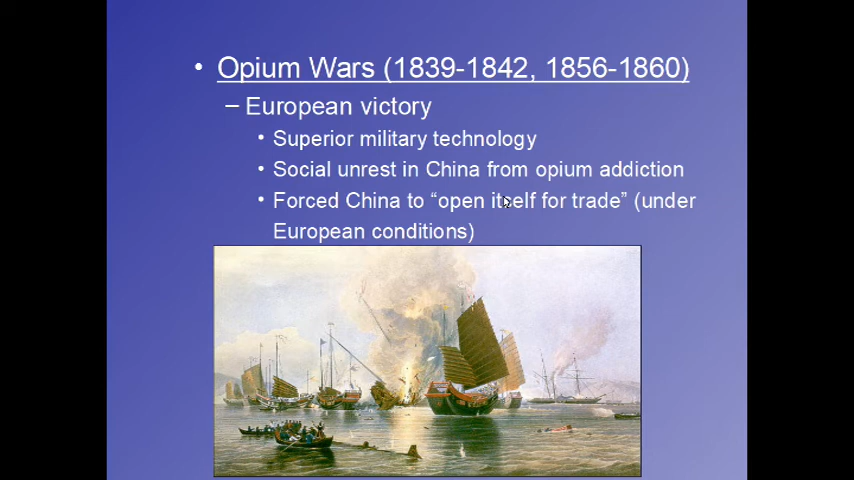 • Opium Wars (1839-1842, 1856-1860)
– European victory
• Superior military technology
• Social unrest in China from opium addiction
• Forced China to “open itself for trade” (under
European conditions)